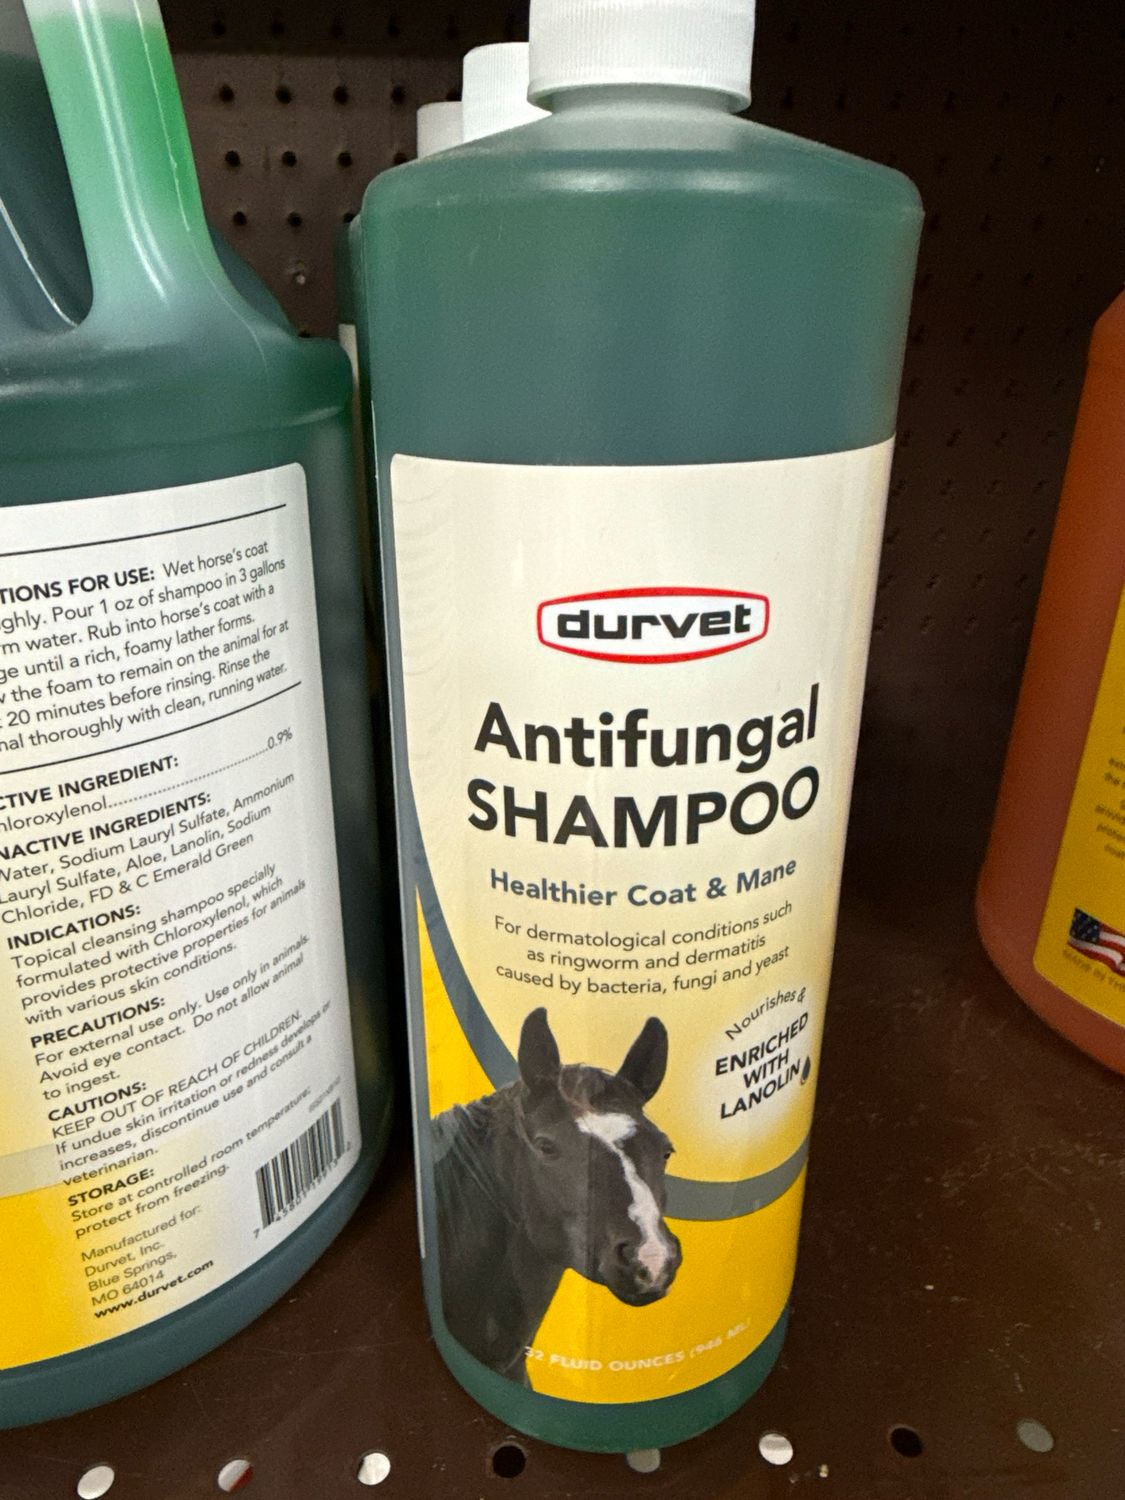 TIONS FOR USE: Wet horse's coat
ghly. Pour 1 oz of shampoo in 3 gallons
m water. Rub into horse's coat with a
ge until a rich, foamy lather forms.
the foam to remain on the animal for at
20 minutes before rinsing. Rinse the
nal thoroughly with clean, running water.
CTIVE INGREDIENT:
hloroxylenol..............................0.9%
NACTIVE INGREDIENTS:
Water, Sodium Lauryl Sulfate, Ammonium
Lauryl Sulfate, Aloe, Lanolin, Sodium
Chloride, FD & C Emerald Green
INDICATIONS:
Topical cleansing shampoo specially
formulated with Chloroxylenol, which
provides protective properties for animals
with various skin conditions.
PRECAUTIONS:
For external use only. Use only in animals.
Avoid eye contact. Do not allow animal
to ingest.
CAUTIONS:
KEEP OUT OF REACH OF CHILDREN.
If undue skin irritation or redness develops or
increases, discontinue use and consult a
veterinarian.
STORAGE:
Store at controlled room temperature;
protect from freezing.
Manufactured for:
Durvet, Inc.
Blue Springs,
MO 64014
www.durvet.com
durvet
Antifungal
SHAMPOO
Healthier Coat & Mane
For dermatological conditions such
as ringworm and dermatitis
caused by bacteria, fungi and yeast
Nourishes &
ENRICHED
WITH
LANOLIN
32 FLUID OUNCES (946 ML)